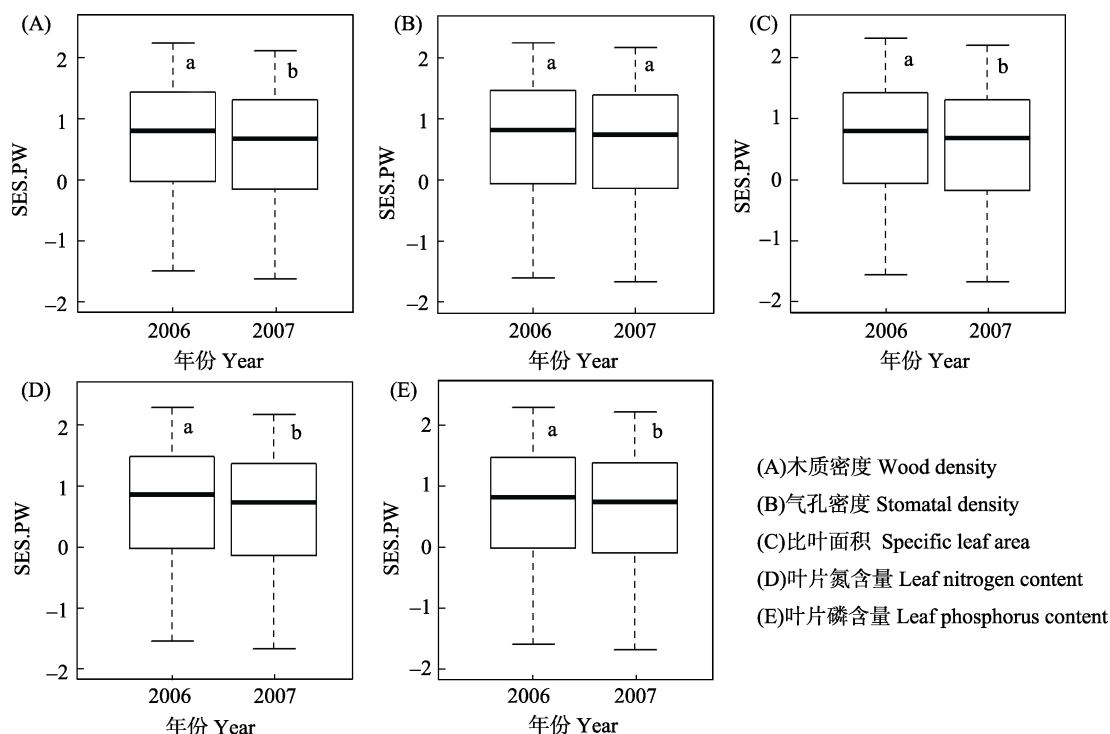 (A)
2
1
0
–1
–2
SES.PW
a
b
2006
2007
年份 Year
(B)
2
1
0
–1
–2
SES.PW
a
a
2006
2007
年份 Year
(C)
2
1
0
–1
–2
SES.PW
a
b
2006
2007
年份 Year
(D)
2
1
0
–1
–2
a
b
2006
2007
年份 Year
(E)
2
1
0
–1
–2
a
b
2006
2007
年份 Year
(A)木质密度 Wood density
(B)气孔密度 Stomatal density
(C)比叶面积 Specific leaf area
(D)叶片氮含量 Leaf nitrogen content
(E)叶片磷含量 Leaf phosphorus content